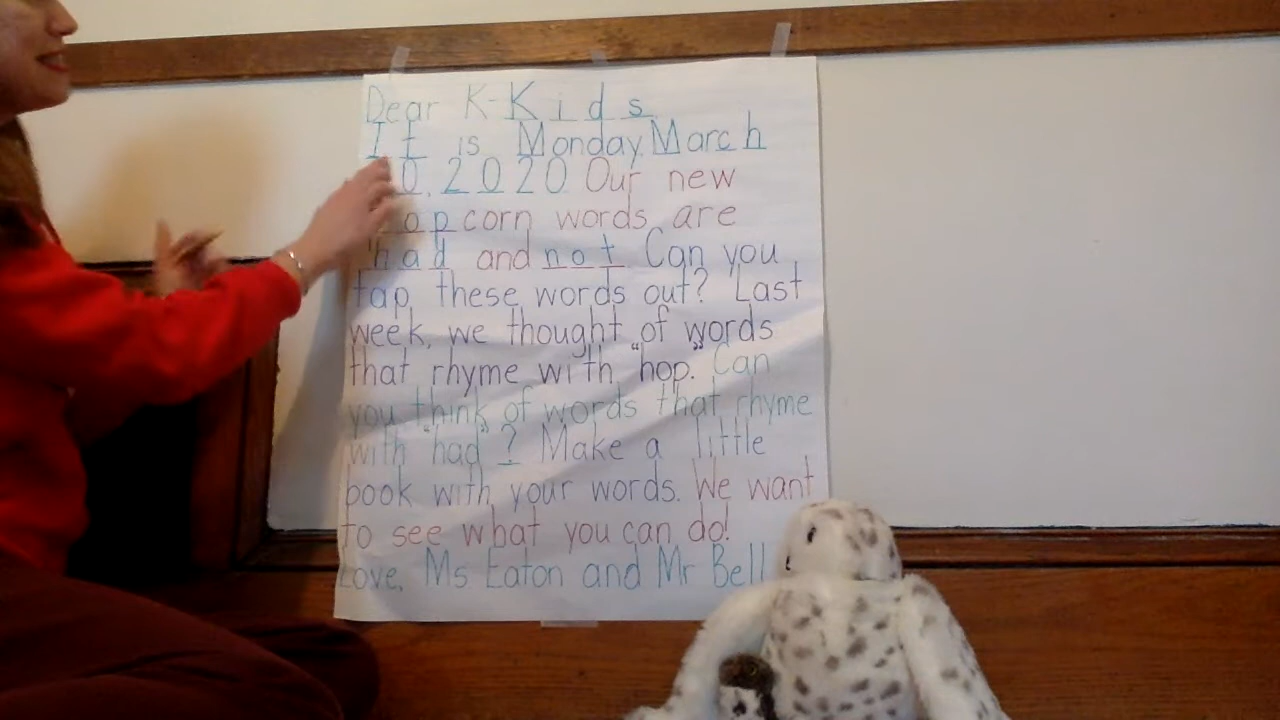 Dear K-Kids
It is Monday, March
0, 2020 Our new
popcorn words are
had and not Can you
tap these words out? Last
week, we thought of words
that rhyme with "hop." Can
you think of words that rhyme
with "had"? Make a little
book with your words. We want
to see what you can do!
Love, Ms Eaton and Mr Bell